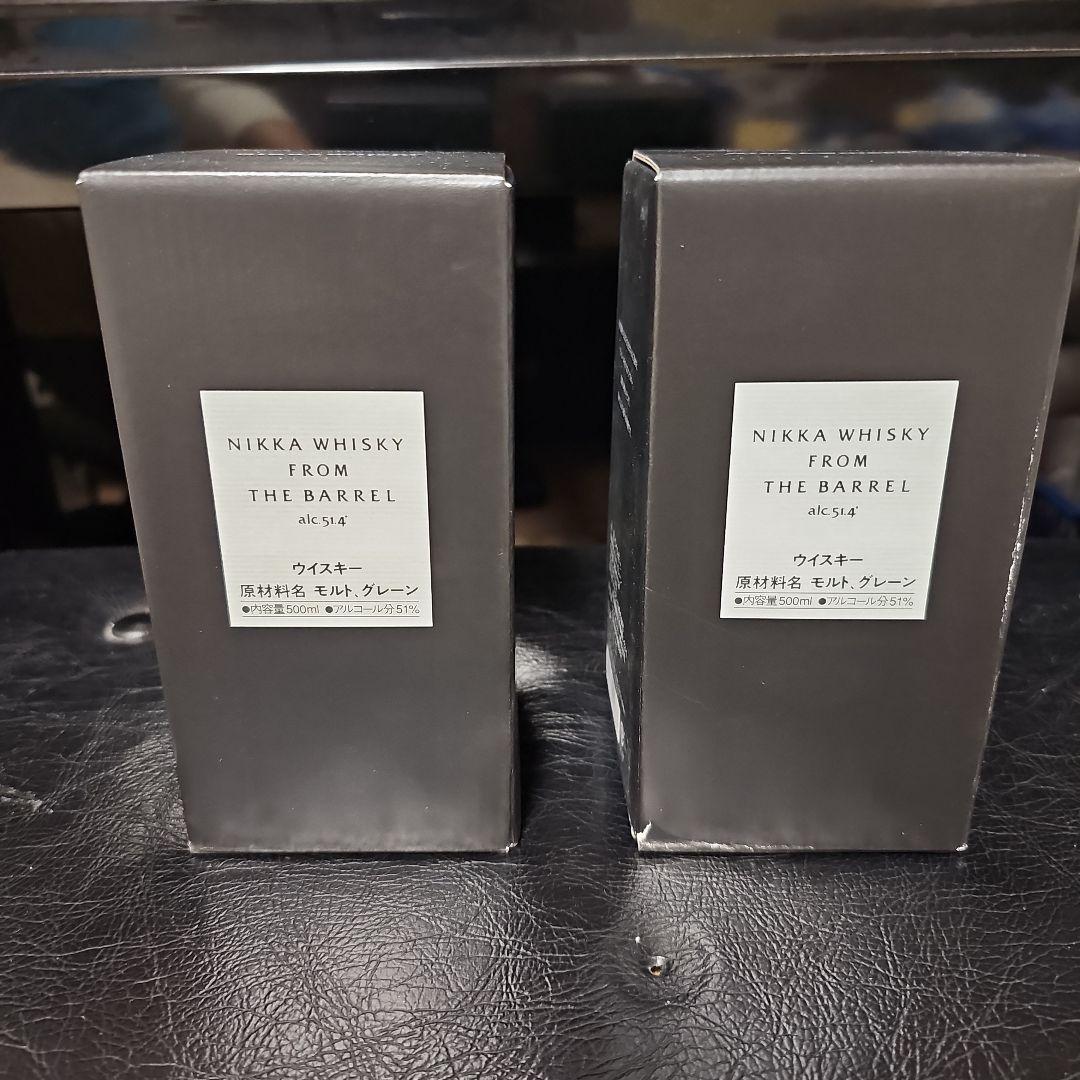 NIKKA WHISKY
FROM
THE BARREL
alc.51.4°
ウイスキー
原材料名 モルト、グレーン
●内容量500ml ●アルコール分51%
NIKKA WHISKY
FROM
THE BARREL
alc.51.4°
ウイスキー
原材料名 モルト、グレーン
●内容量500ml ●アルコール分51%